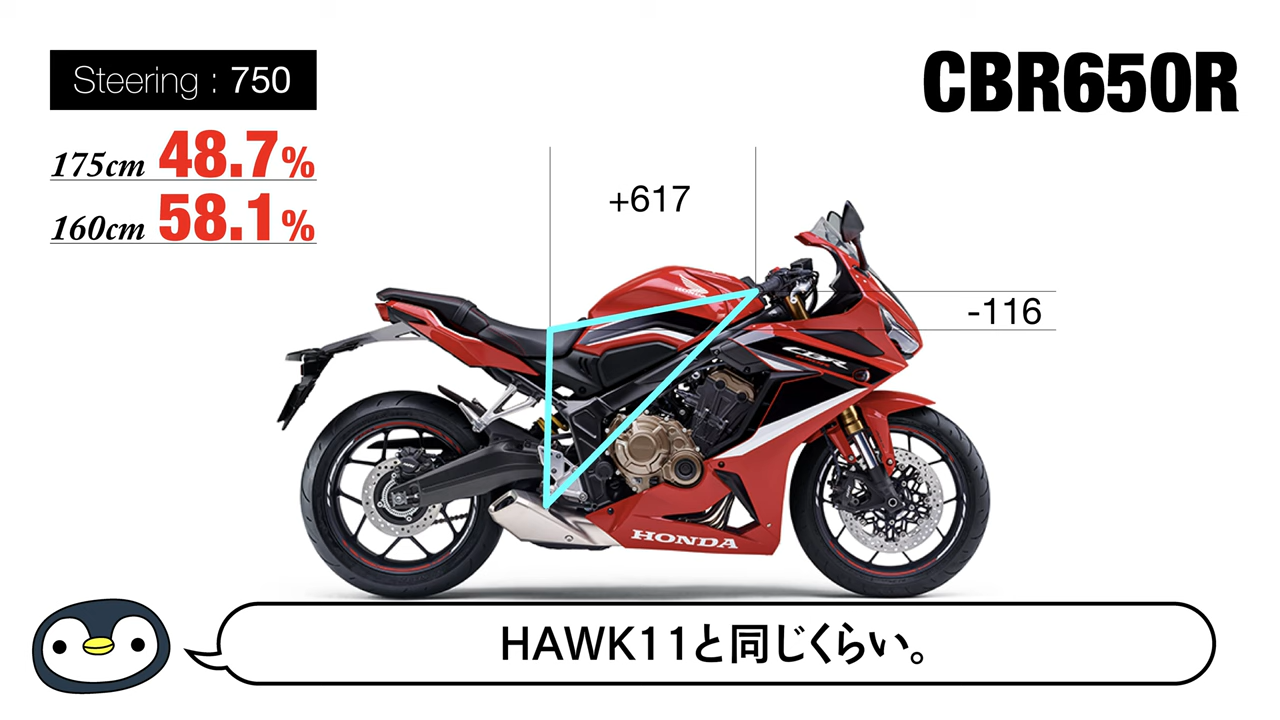 Steering : 750
CBR650R
175cm 48.7%
160cm 58.1%
+617
-116
CBR
HONDA
HAWK11と同じくらい。